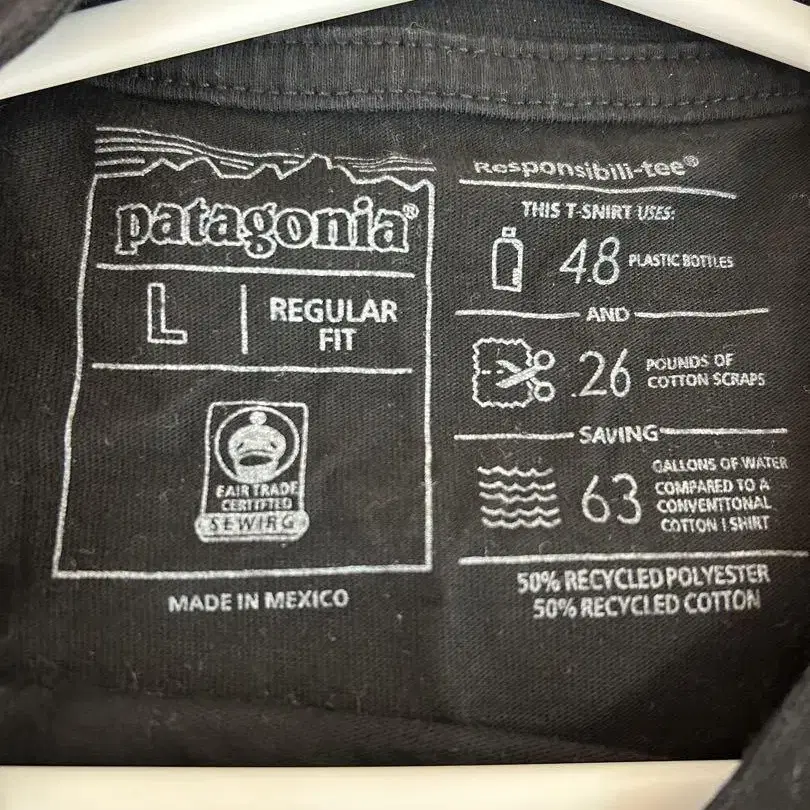 patagonia®
L
REGULAR
FIT
FAIR TRADE
CERTIFIED
SEWING
MADE IN MEXICO
Responsibili-tee®
THIS T-SHIRT USES:
4.8 PLASTIC BOTTLES
AND
.26 POUNDS OF
COTTON SCRAPS
SAVING
63 GALLONS OF WATER
COMPARED TO A
CONVENTIONAL
COTTON T SHIRT
50% RECYCLED POLYESTER
50% RECYCLED COTTON